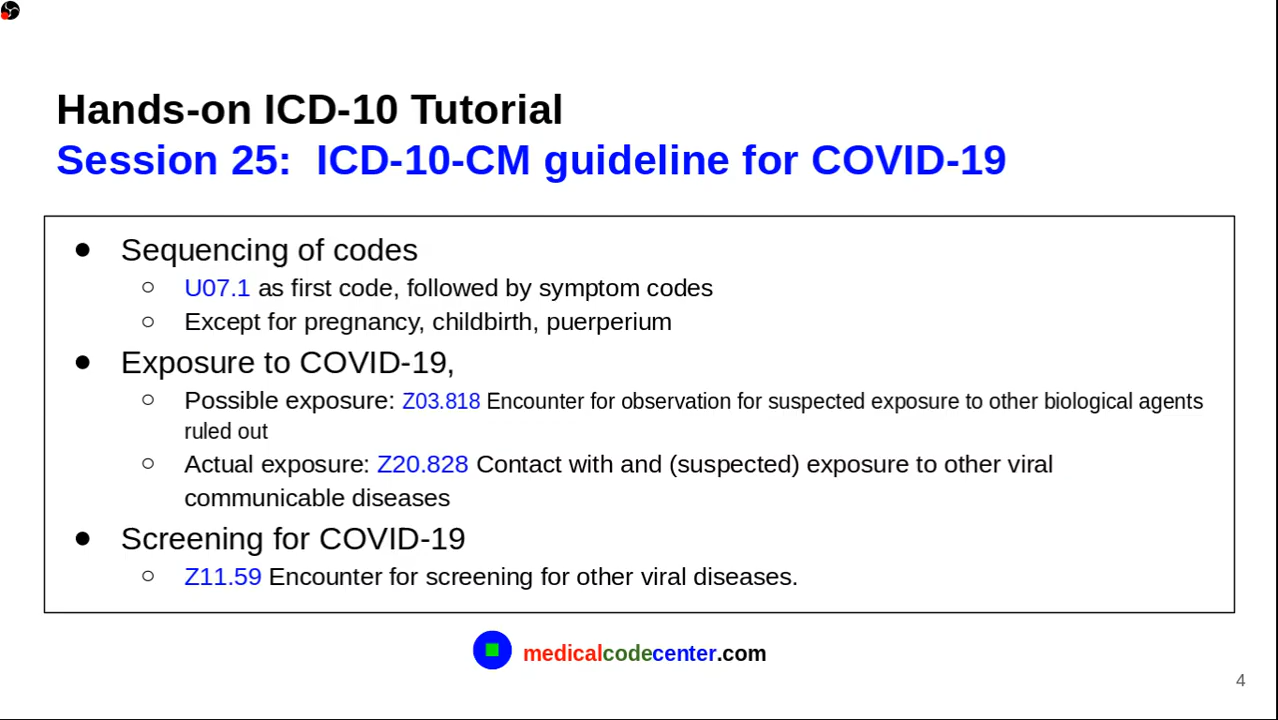 Hands-on ICD-10 Tutorial
Session 25:  ICD-10-CM guideline for COVID-19
● Sequencing of codes
○ U07.1 as first code, followed by symptom codes
○ Except for pregnancy, childbirth, puerperium
● Exposure to COVID-19,
○ Possible exposure: Z03.818 Encounter for observation for suspected exposure to other biological agents
ruled out
○ Actual exposure: Z20.828 Contact with and (suspected) exposure to other viral
communicable diseases
● Screening for COVID-19
○ Z11.59 Encounter for screening for other viral diseases.
medicalcodecenter.com
4